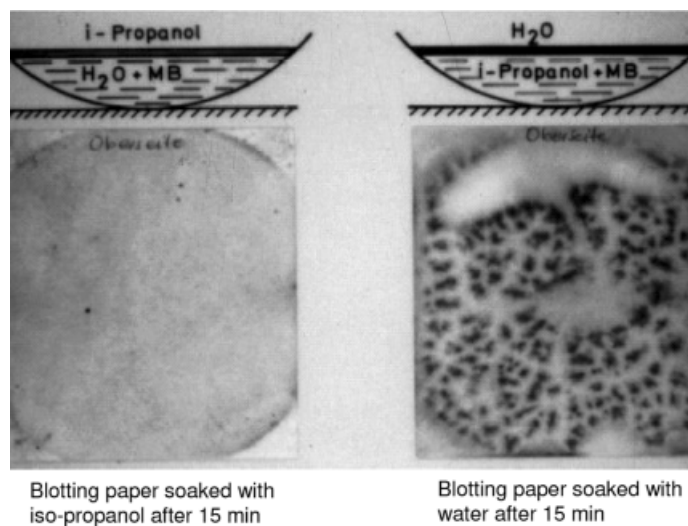 i - Propanol
H₂O
H₂O + MB
i-Propanol + MB
Oberseite
Oberseite
Blotting paper soaked with
iso-propanol after 15 min
Blotting paper soaked with
water after 15 min